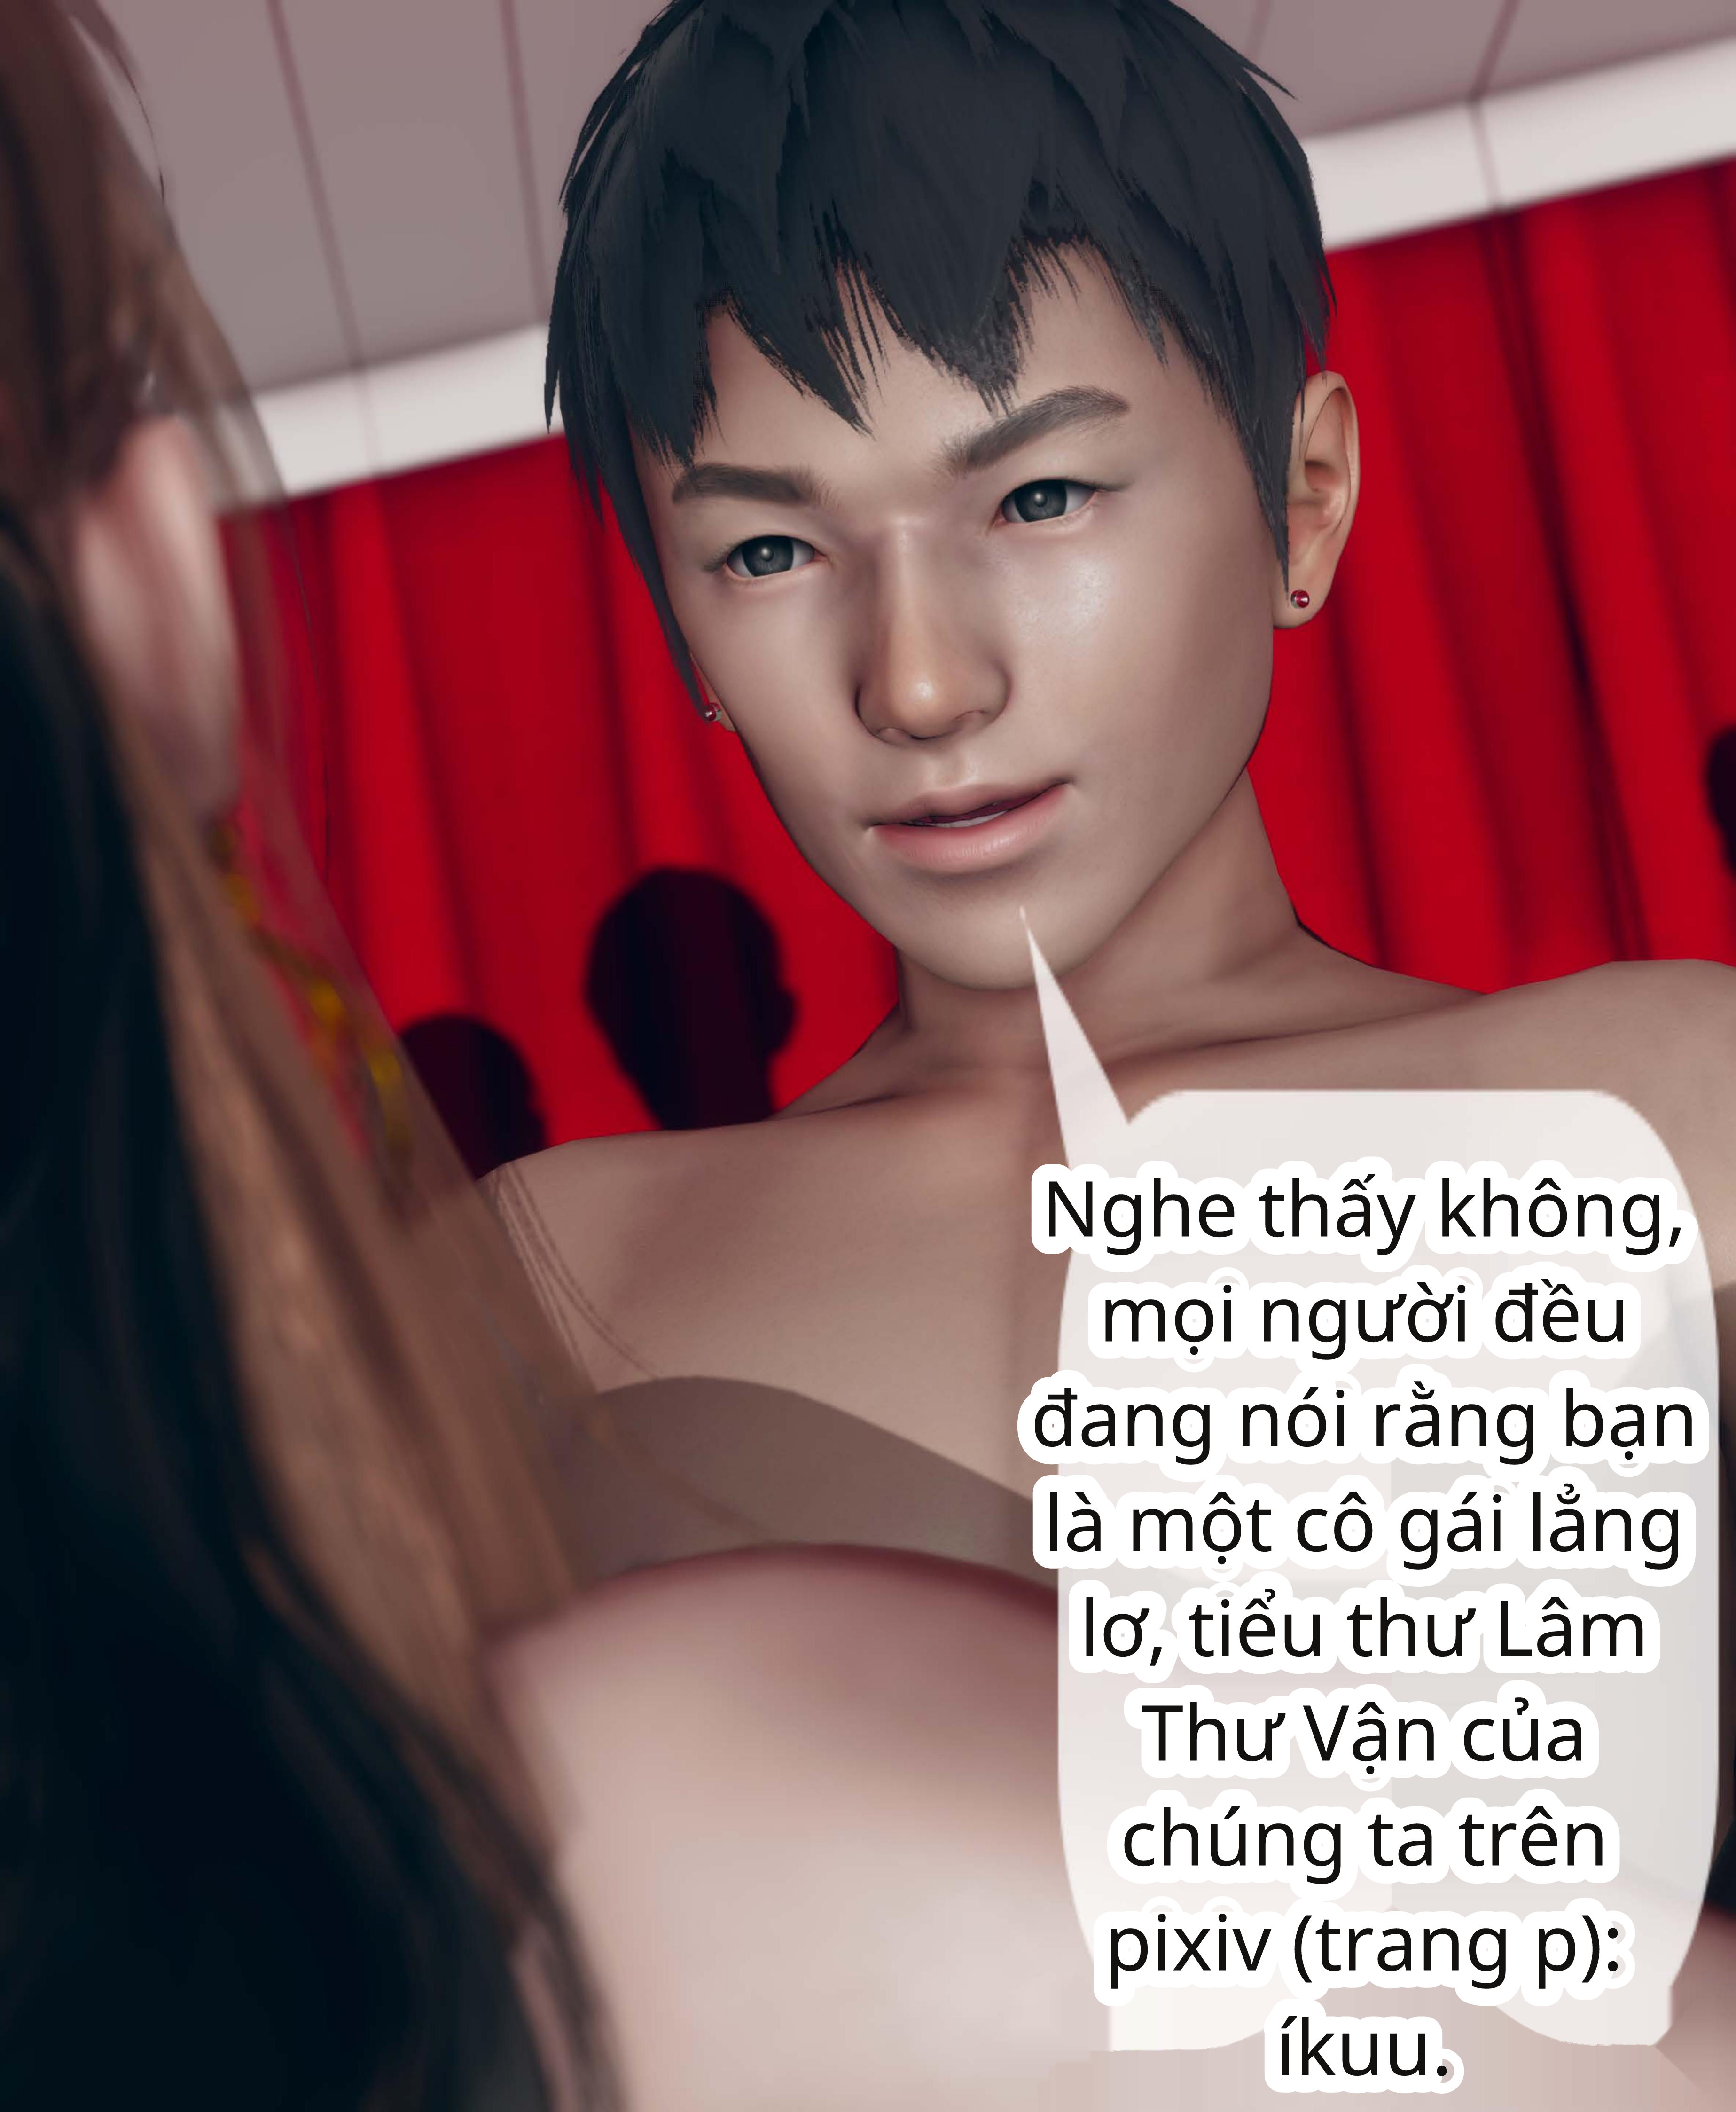 Nghe thấy không,
mọi người đều
đang nói rằng bạn
là một cô gái lẳng
lơ, tiểu thư Lâm
Thư Vận của
chúng ta trên
pixiv (trang p):
íkuu.